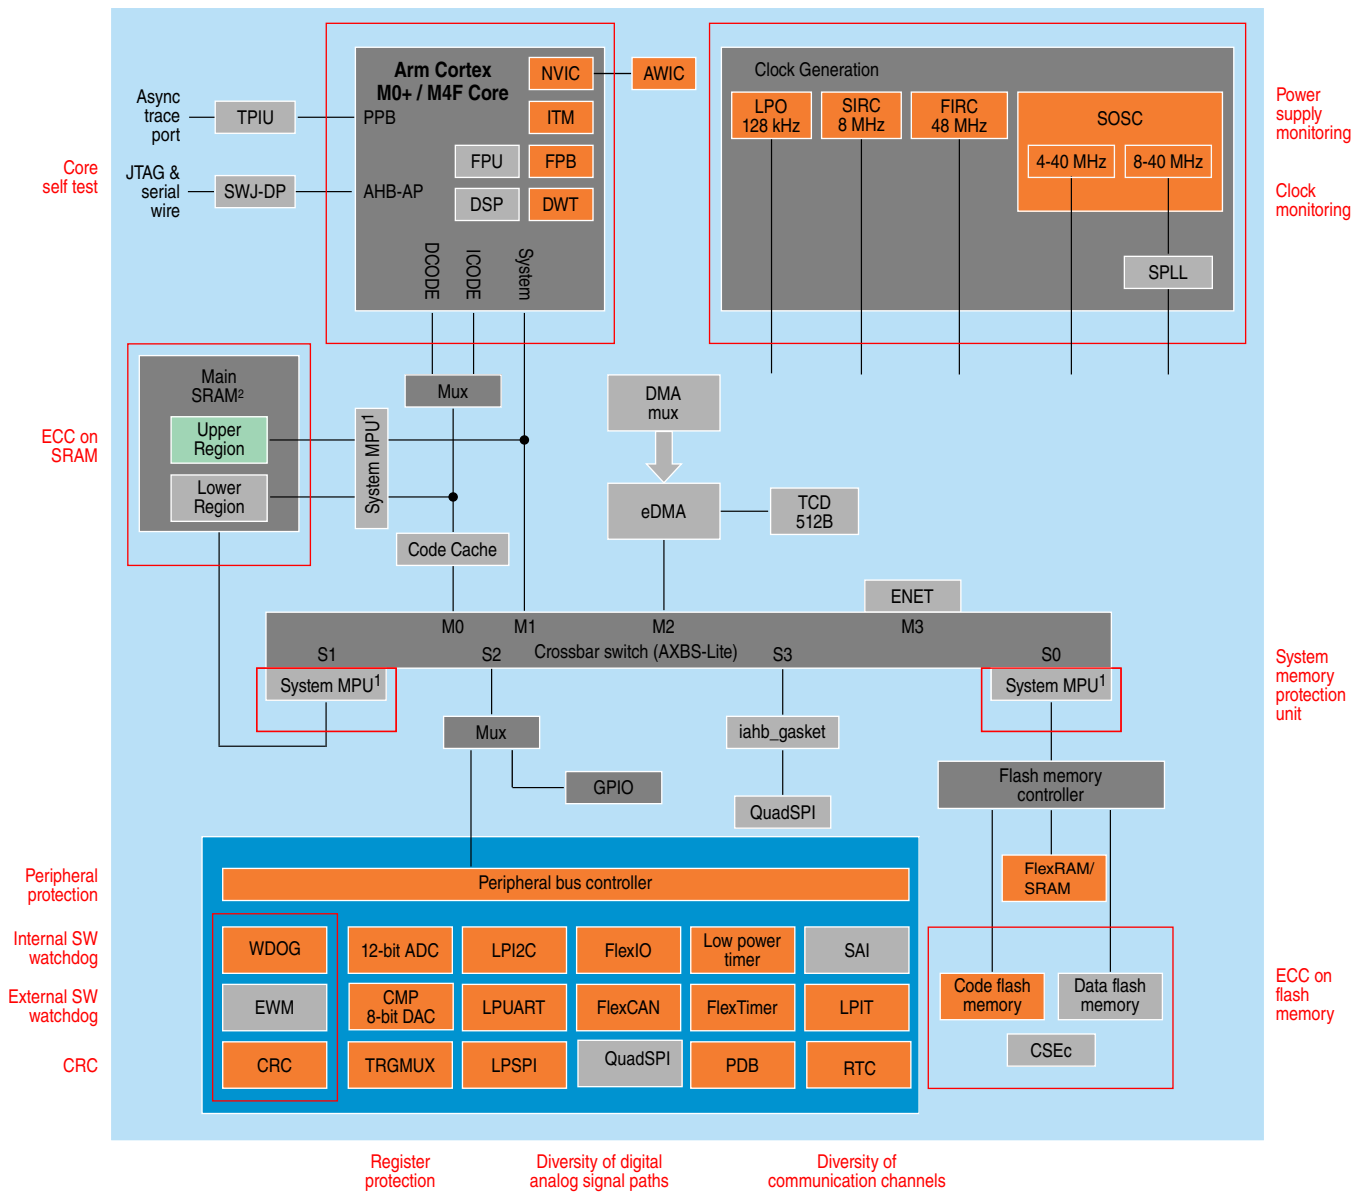 Arm Cortex
M0+ / M4F Core
NVIC
AWIC
ITM
FPU
FPB
DSP
DWT
PPB
AHB-AP
DCODE
ICODE
System
Async
trace
port
TPIU
JTAG &
serial
wire
SWJ-DP
Core
self test
Clock Generation
LPO
128 kHz
SIRC
8 MHz
FIRC
48 MHz
SOSC
4-40 MHz
8-40 MHz
SPLL
Power
supply
monitoring
Clock
monitoring
Main
SRAM²
Upper
Region
Lower
Region
ECC on
SRAM
System MPU¹
Mux
Code Cache
DMA
mux
eDMA
TCD
512B
ENET
M0
M1
M2
M3
S1
S2
Crossbar switch (AXBS-Lite)
S3
S0
System MPU¹
System MPU¹
System
memory
protection
unit
Mux
GPIO
iahb_gasket
QuadSPI
Flash memory
controller
FlexRAM/
SRAM
Peripheral
protection
Peripheral bus controller
Internal SW
watchdog
WDOG
12-bit ADC
LPI2C
FlexIO
Low power
timer
SAI
External SW
watchdog
EWM
CMP
8-bit DAC
LPUART
FlexCAN
FlexTimer
LPIT
CRC
CRC
TRGMUX
LPSPI
QuadSPI
PDB
RTC
Code flash
memory
Data flash
memory
CSEc
ECC on
flash
memory
Register
protection
Diversity of digital
analog signal paths
Diversity of
communication channels